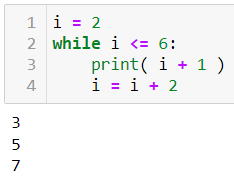 1 i = 2
2 while i <= 6:
3     print( i + 1 )
4     i = i + 2
3
5
7